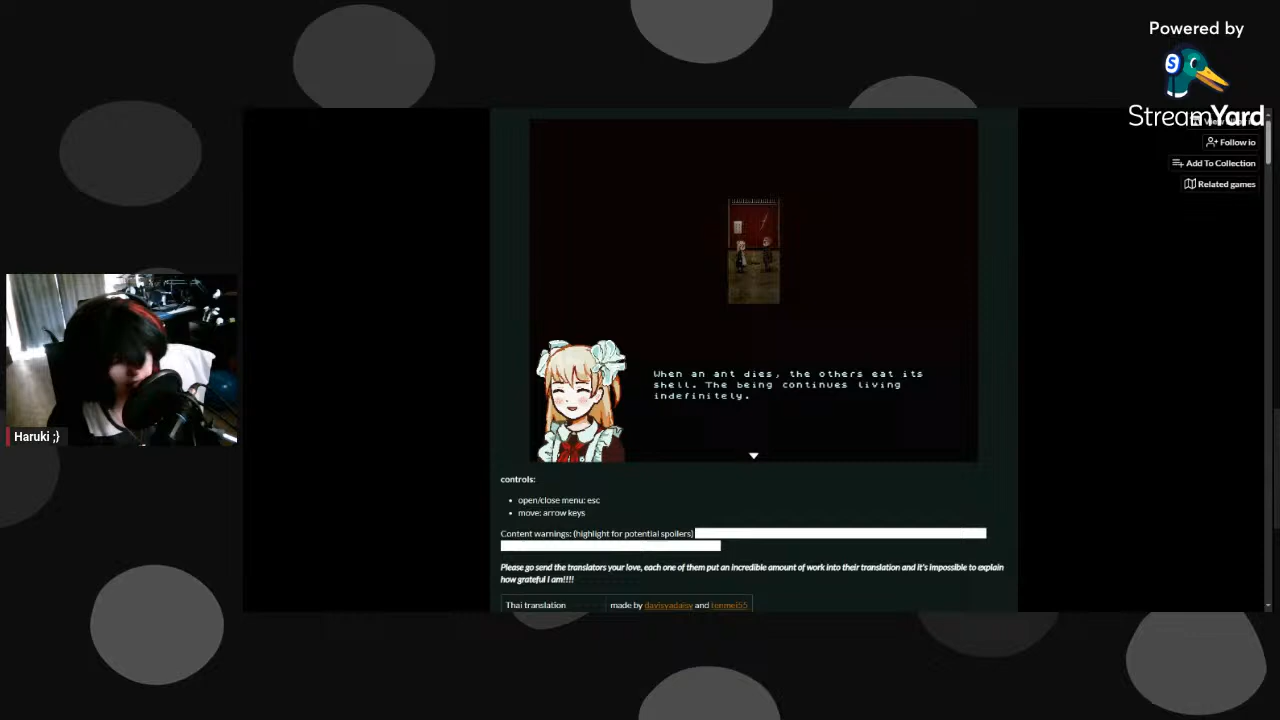 Powered by
StreamYard
Follow io
Add To Collection
Related games
When an ant dies, the others eat its
shell. The being continues living
indefinitely.
Haruki ;}
controls:
open/close menu: esc
move: arrow keys
Content warnings: (highlight for potential spoilers)
Please go send the translators your love, each one of them put an incredible amount of work into their translation and it's impossible to explain
how grateful I am!!!!
Thai translation made by davisyadaisy and